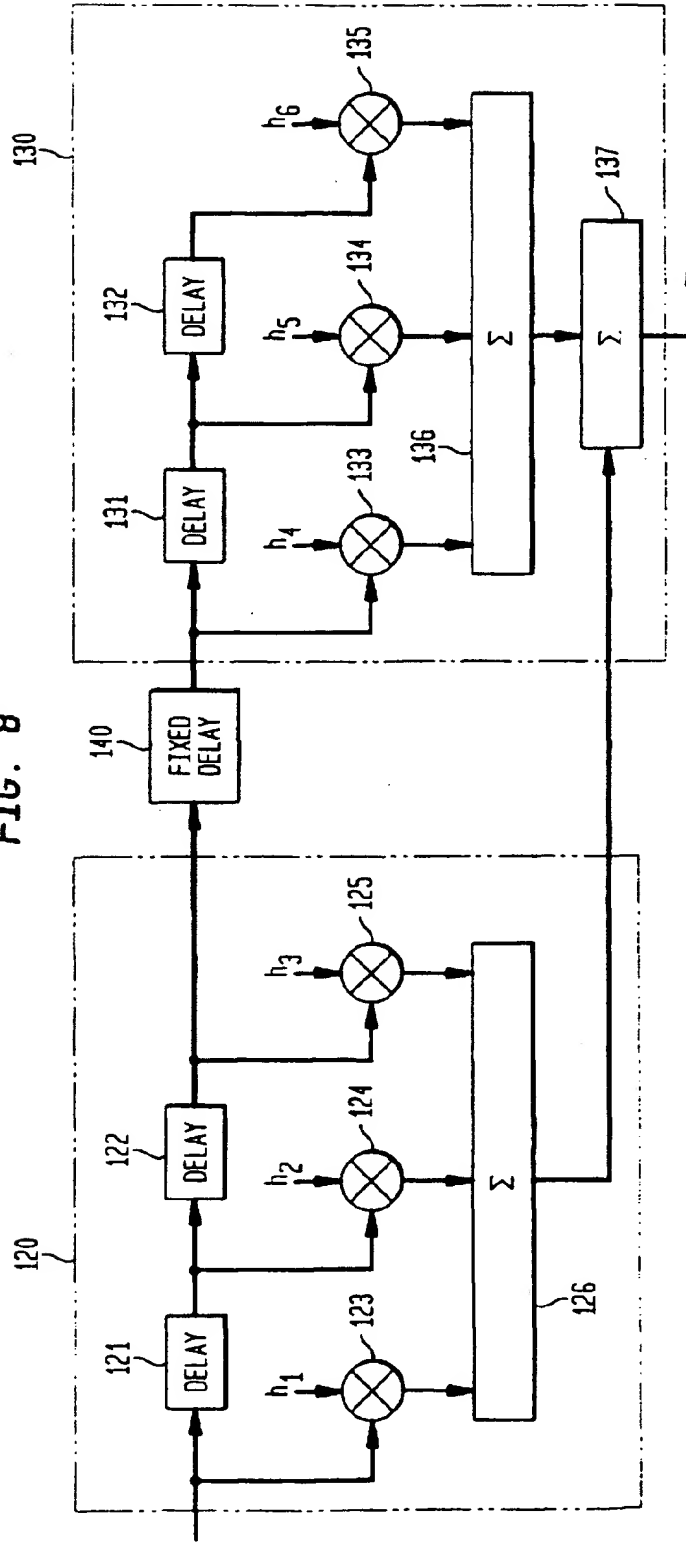 FIG. 8
120
121
DELAY
122
DELAY
h1
123
h2
124
h3
125
Σ
126
140
FIXED
DELAY
130
131
DELAY
132
DELAY
h4
133
h5
134
h6
135
136
Σ
137
Σ